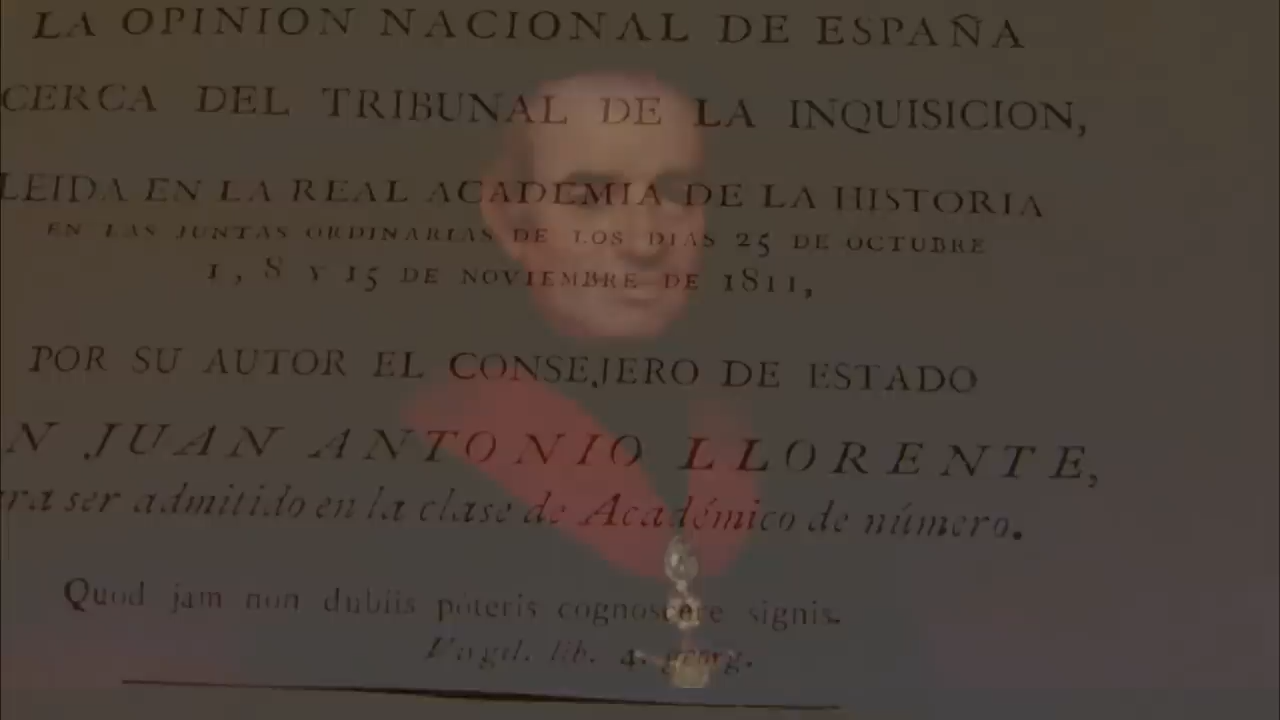 LA OPINION NACIONAL DE ESPAÑA
CERCA DEL TRIBUNAL DE LA INQUISICION,
LEIDA EN LA REAL ACADEMIA DE LA HISTORIA
EN LAS JUNTAS ORDINARIAS DE LOS DIAS 25 DE OCTUBRE
1, 8 Y 15 DE NOVIEMBRE DE 1811,
POR SU AUTOR EL CONSEJERO DE ESTADO
N JUAN ANTONIO LLORENTE,
ra ser admitido en la clase de Académico de número.
Quod jam non dubiis poteris cognoscere signis.
Virgil. lib. 4. georg.